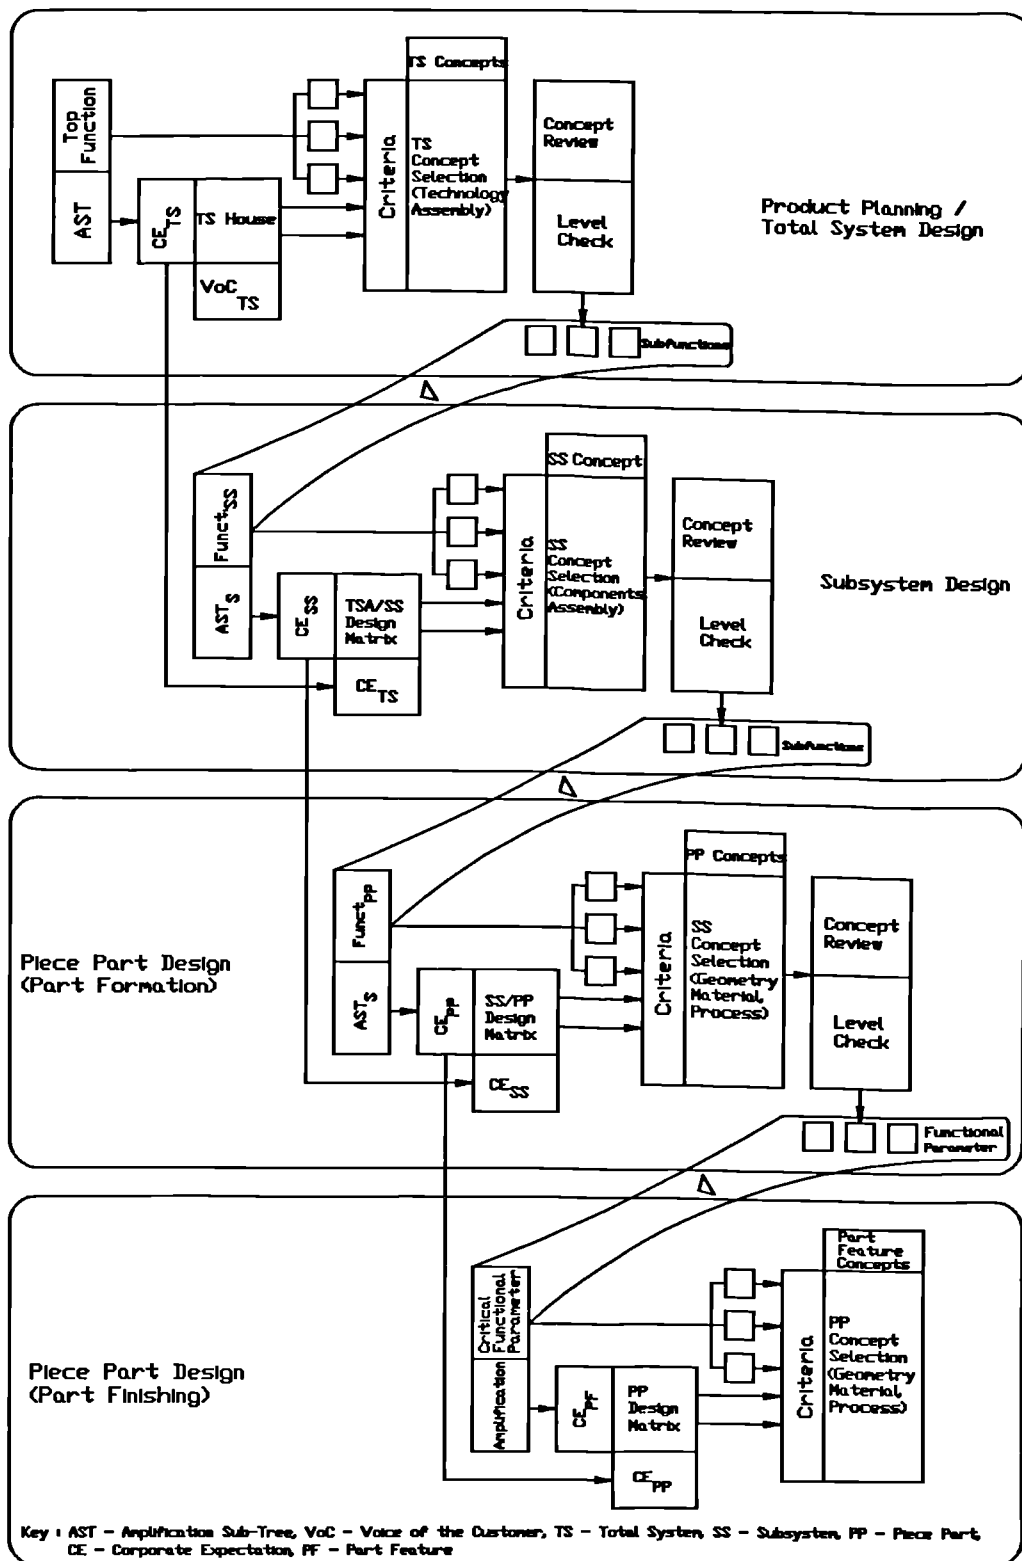 TS Concepts
Top
Function
AST
CE TS
TS House
VoC TS
Criteria
TS
Concept
Selection
(Technology
Assembly)
Concept
Review
Level
Check
Subfunctions
Product Planning /
Total System Design
SS Concept
Funct SS
AST S
CE SS
TSA/SS
Design
Matrix
CE TS
Criteria
SS
Concept
Selection
(Components
Assembly)
Concept
Review
Level
Check
Subfunctions
Subsystem Design
PP Concepts
Piece Part Design
(Part Formation)
Funct PP
AST S
CE PP
SS/PP
Design
Matrix
CE SS
Criteria
SS
Concept
Selection
(Geometry
Material,
Process)
Concept
Review
Level
Check
Functional
Parameter
Part
Feature
Concepts
Piece Part Design
(Part Finishing)
Critical
Functional
Parameter
Amplification
CE PF
PP
Design
Matrix
CE PP
Criteria
PP
Concept
Selection
(Geometry
Material,
Process)
Key : AST - Amplification Sub-Tree, VoC - Voice of the Customer, TS - Total System, SS - Subsystem, PP - Piece Part,
CE - Corporate Expectation, PF - Part Feature